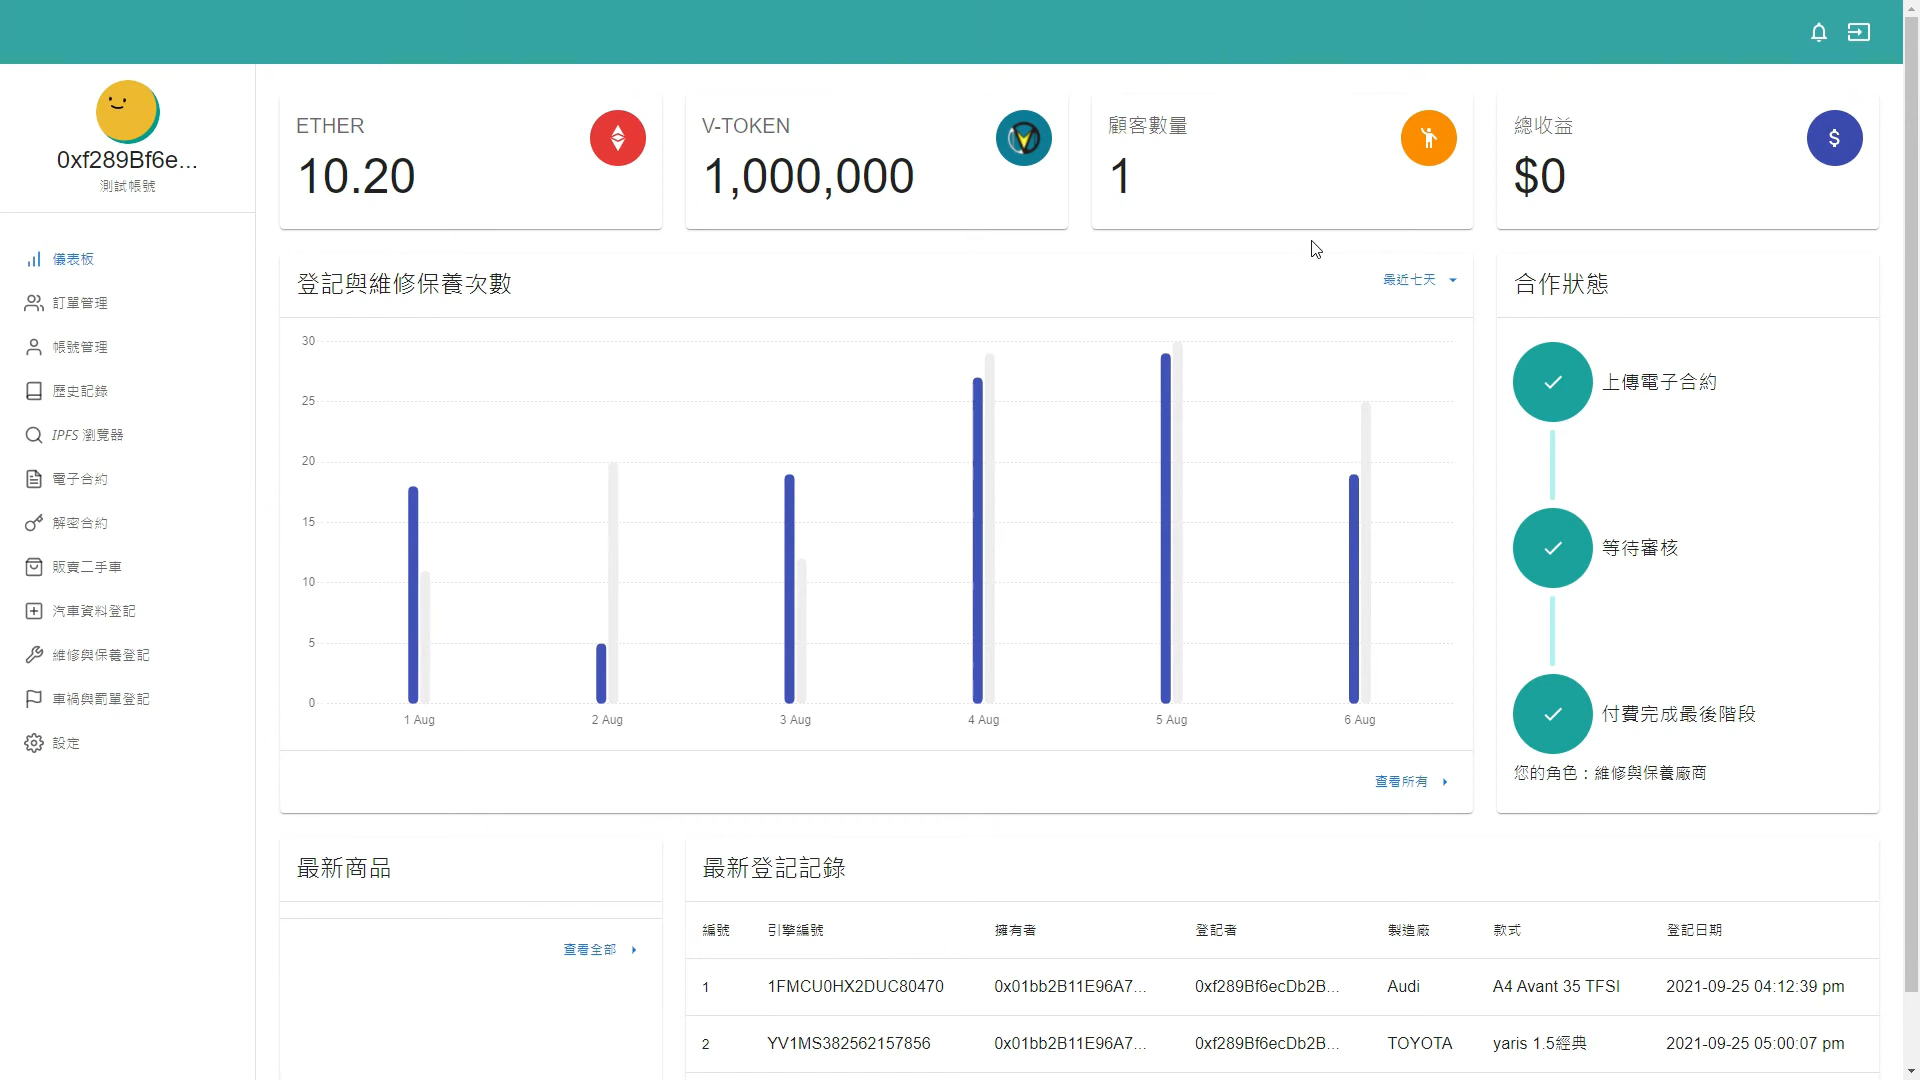 0xf289Bf6e...
測試帳號
儀表板
訂單管理
帳號管理
歷史記錄
IPFS 瀏覽器
電子合約
解密合約
販賣二手車
汽車資料登記
維修與保養登記
車禍與罰單登記
設定
ETHER
10.20
V-TOKEN
1,000,000
顧客數量
1
總收益
$0
登記與維修保養次數
最近七天
30
25
20
15
10
5
0
1 Aug
2 Aug
3 Aug
4 Aug
5 Aug
6 Aug
查看所有
合作狀態
上傳電子合約
等待審核
付費完成最後階段
您的角色：維修與保養廠商
最新商品
查看全部
最新登記記錄
編號 引擎編號 擁有者 登記者 製造廠 款式 登記日期
1 1FMCU0HX2DUC80470 0x01bb2B11E96A7... 0xf289Bf6ecDb2B... Audi A4 Avant 35 TFSI 2021-09-25 04:12:39 pm
2 YV1MS382562157856 0x01bb2B11E96A7... 0xf289Bf6ecDb2B... TOYOTA yaris 1.5經典 2021-09-25 05:00:07 pm